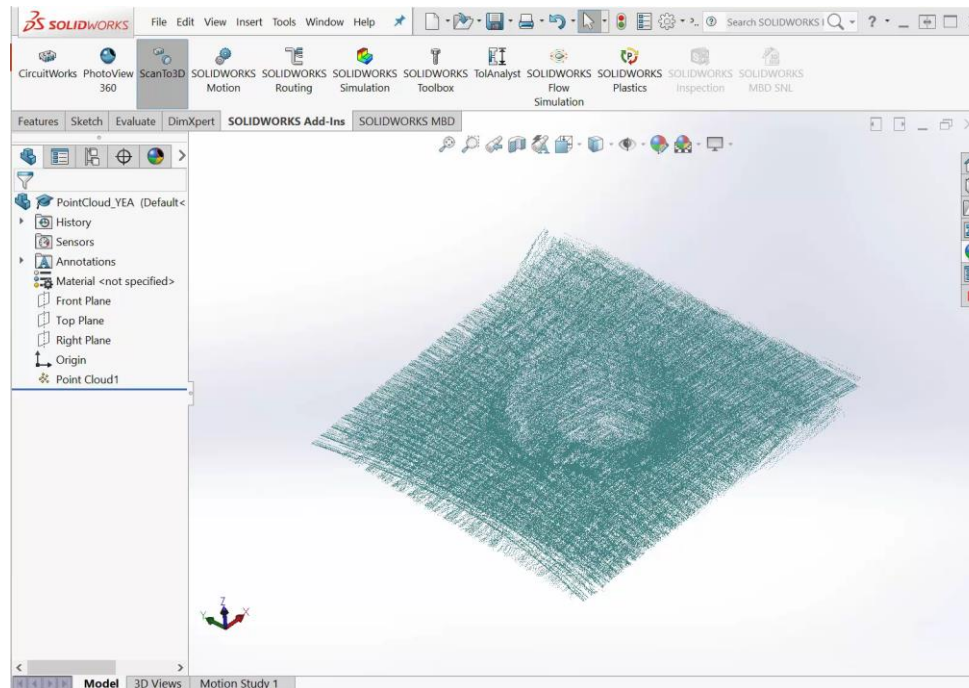 SOLIDWORKS File Edit View Insert Tools Window Help Search SOLIDWORKS
CircuitWorks PhotoView 360 ScanTo3D SOLIDWORKS Motion SOLIDWORKS Routing SOLIDWORKS Simulation SOLIDWORKS Toolbox TolAnalyst SOLIDWORKS Flow Simulation SOLIDWORKS Plastics SOLIDWORKS Inspection SOLIDWORKS MBD SNL
Features Sketch Evaluate DimXpert SOLIDWORKS Add-Ins SOLIDWORKS MBD
PointCloud_YEA (Default<
History
Sensors
Annotations
Material <not specified>
Front Plane
Top Plane
Right Plane
Origin
Point Cloud1
Z
Y X
Model 3D Views Motion Study 1